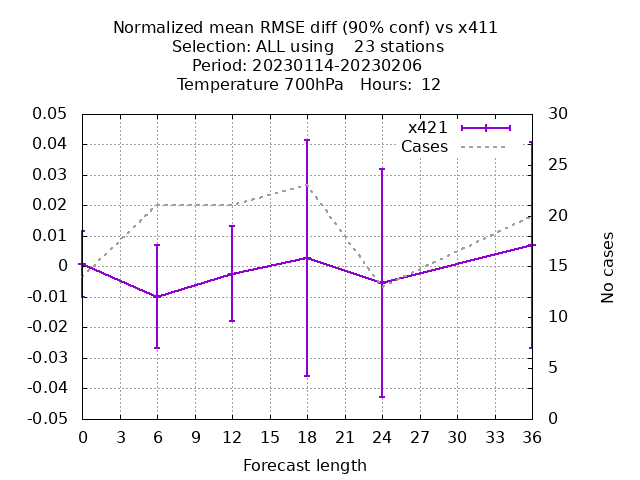 Normalized mean RMSE diff (90% conf) vs x411
Selection: ALL using    23 stations
Period: 20230114-20230206
Temperature 700hPa   Hours:  12
x421
Cases
0.05
0.04
0.03
0.02
0.01
0
-0.01
-0.02
-0.03
-0.04
-0.05
30
25
20
15
10
5
0
No cases
0 3 6 9 12 15 18 21 24 27 30 33 36
Forecast length